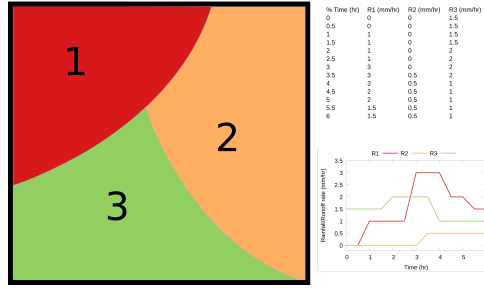 1
2
3
% Time (hr) R1 (mm/hr) R2 (mm/hr) R3 (mm/hr)
0 0 0 1.5
0.5 0 0 1.5
1 1 0 1.5
1.5 1 0 1.5
2 1 0 2
2.5 1 0 2
3 3 0 2
3.5 3 0.5 2
4 3 0.5 1
4.5 2 0.5 1
5 2 0.5 1
5.5 1.5 0.5 1
6 1.5 0.5 1
R1 R2 R3
Rainfall/Runoff rate (mm/hr)
3.5
3
2.5
2
1.5
1
0.5
0
0 1 2 3 4 5
Time (hr)